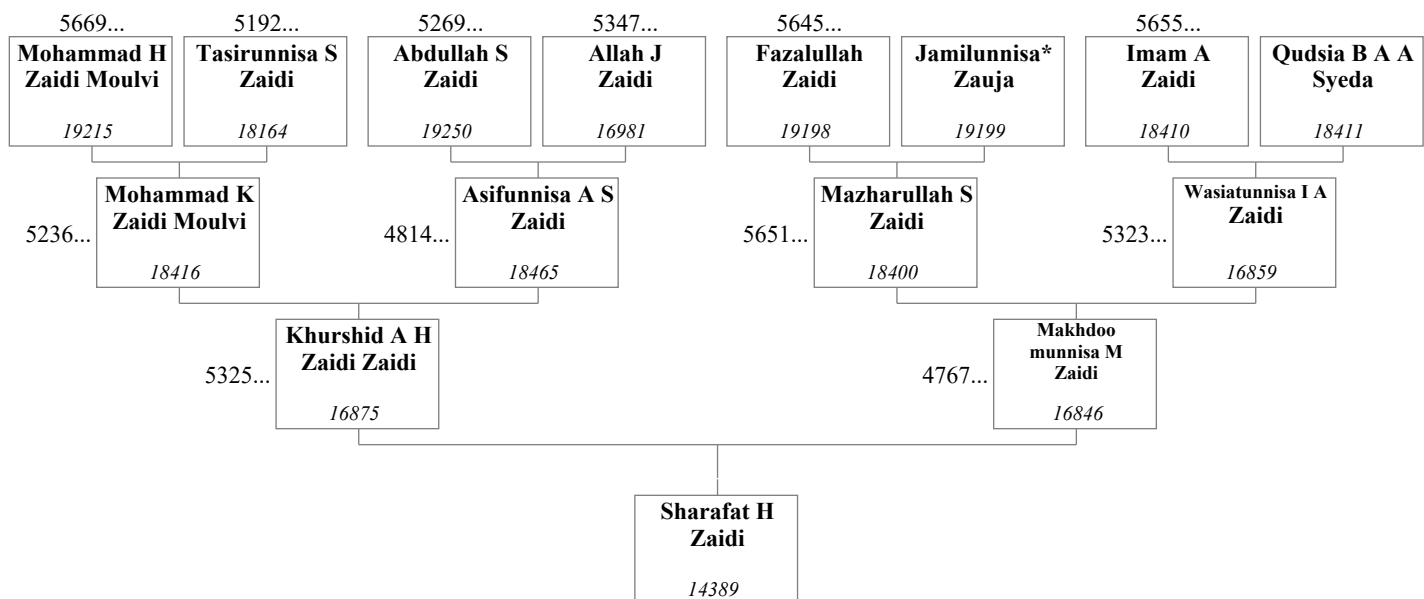 5669...
5192...
5269...
5347...
5645...
5655...
Mohammad H
Zaidi Moulvi
19215
Tasirunnisa S
Zaidi
18164
Abdullah S
Zaidi
19250
Allah J
Zaidi
16981
Fazalullah
Zaidi
19198
Jamilunnisa*
Zauja
19199
Imam A
Zaidi
18410
Qudsia B A A
Syeda
18411
5236...
Mohammad K
Zaidi Moulvi
18416
4814...
Asifunnisa A S
Zaidi
18465
5651...
Mazharullah S
Zaidi
18400
5323...
Wasiatunnisa I A
Zaidi
16859
5325...
Khurshid A H
Zaidi Zaidi
16875
4767...
Makhdoo
munnisa M
Zaidi
16846
Sharafat H
Zaidi
14389